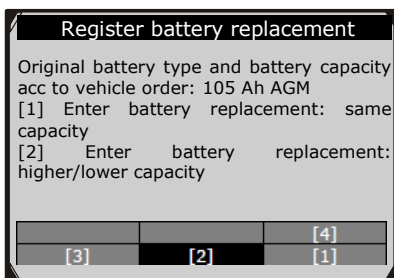 Register battery replacement
Original battery type and battery capacity
acc to vehicle order: 105 Ah AGM
[1] Enter battery replacement: same
capacity
[2] Enter battery replacement:
higher/lower capacity
[4]
[3] [2] [1]